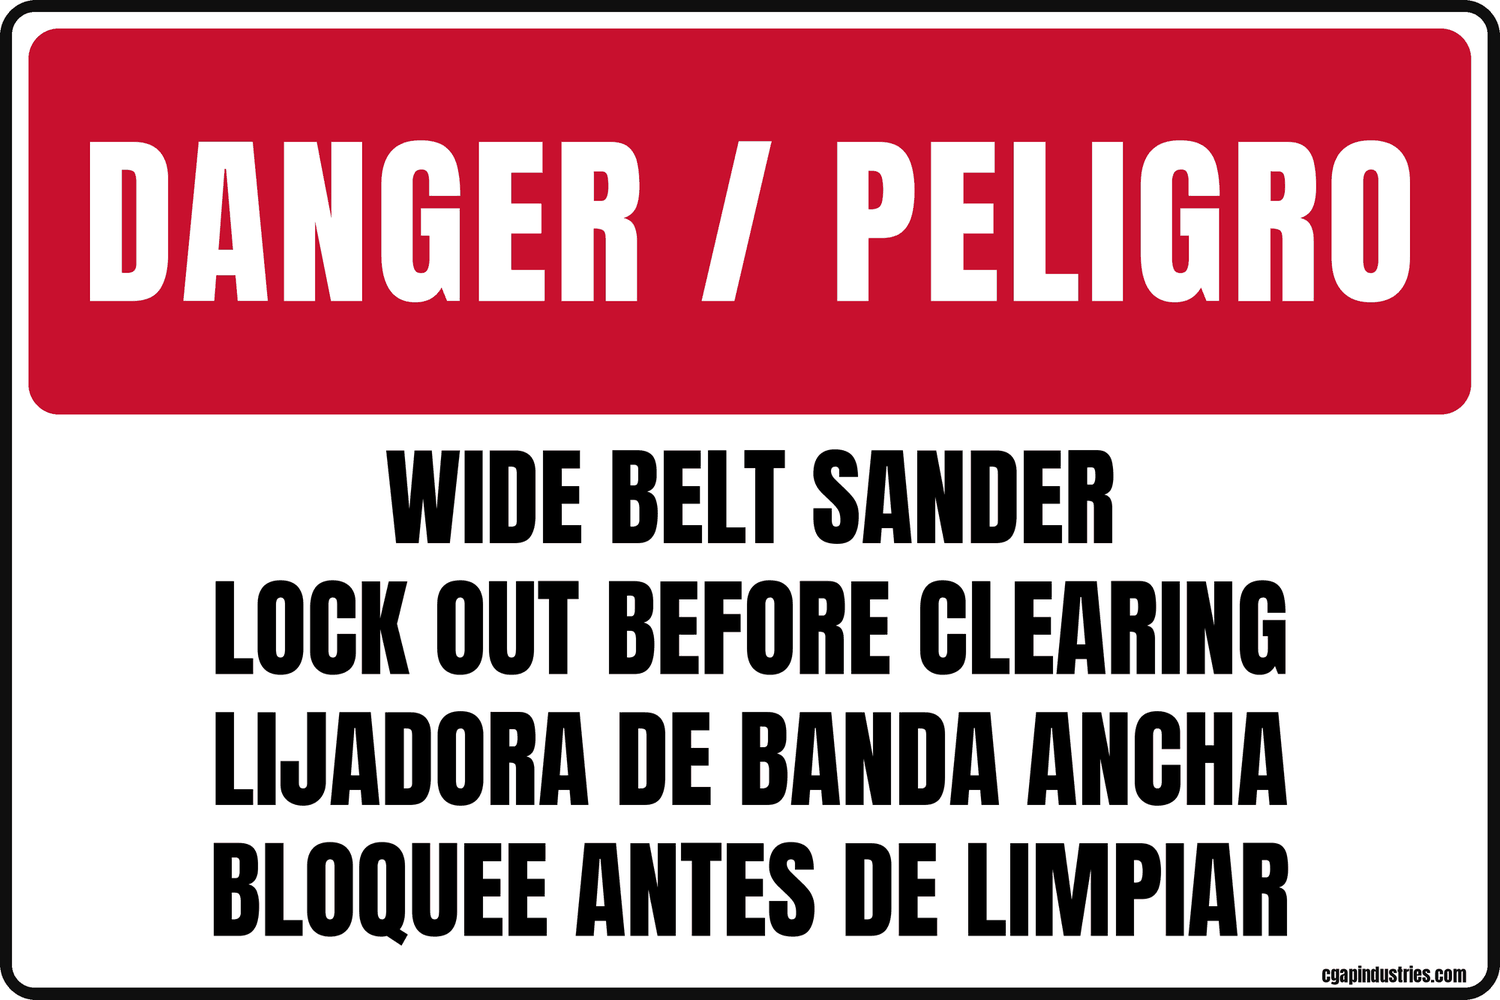 DANGER / PELIGRO
WIDE BELT SANDER
LOCK OUT BEFORE CLEARING
LIJADORA DE BANDA ANCHA
BLOQUEE ANTES DE LIMPIAR
cgapindustries.com